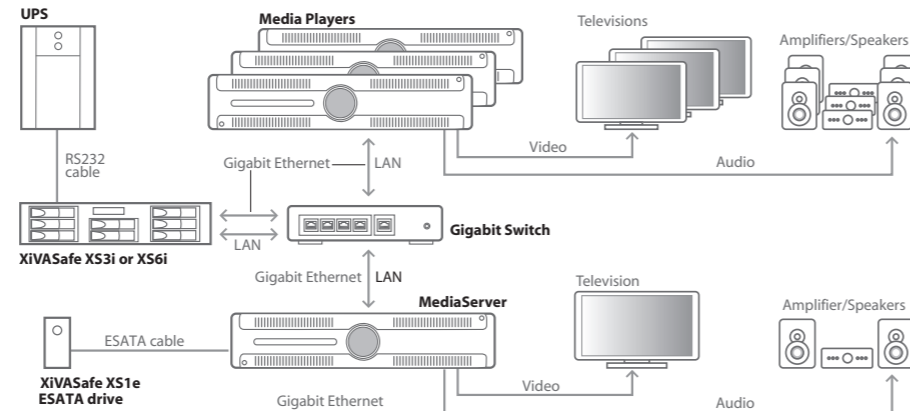 UPS
Media Players
Televisions
Amplifiers/Speakers
RS232
cable
Gigabit Ethernet
LAN
Video
Audio
LAN
Gigabit Switch
XiVASafe XS3i or XS6i
Gigabit Ethernet
LAN
MediaServer
Television
Amplifier/Speakers
ESATA cable
XiVASafe XS1e
ESATA drive
Gigabit Ethernet
Video
Audio